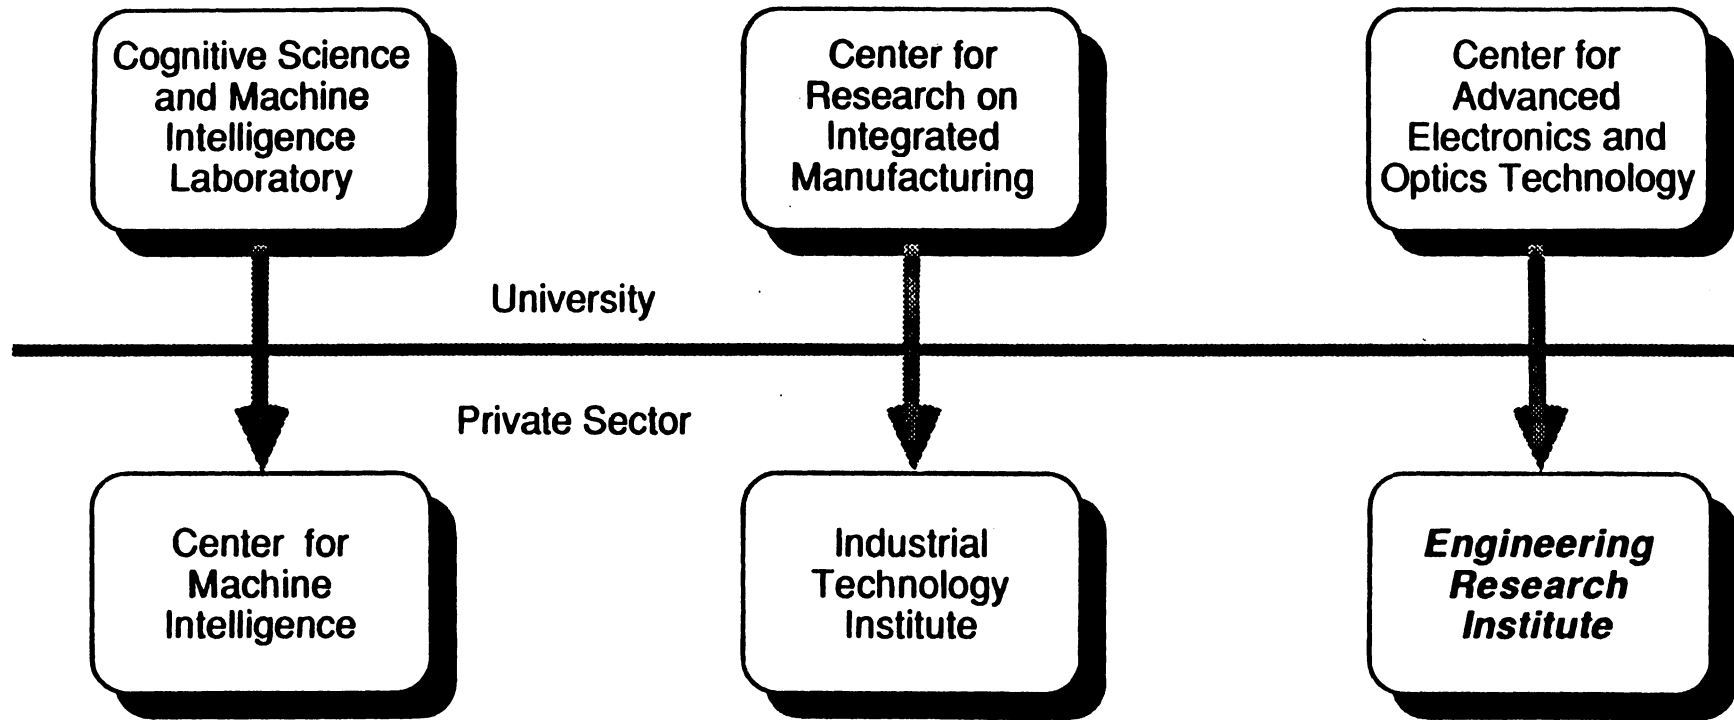 Cognitive Science
and Machine
Intelligence
Laboratory
Center for
Research on
Integrated
Manufacturing
Center for
Advanced
Electronics and
Optics Technology
University
Private Sector
Center for
Machine
Intelligence
Industrial
Technology
Institute
Engineering
Research
Institute